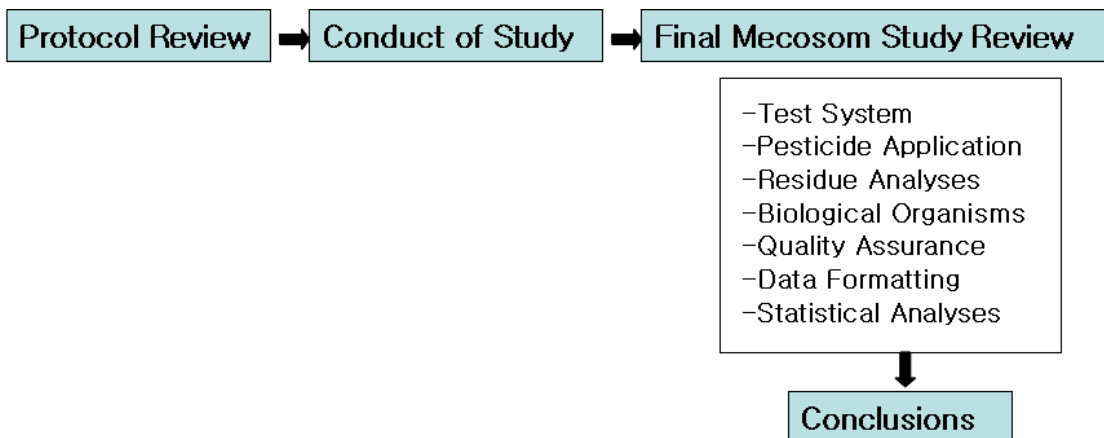 Protocol Review
Conduct of Study
Final Mecosom Study Review
-Test System
-Pesticide Application
-Residue Analyses
-Biological Organisms
-Quality Assurance
-Data Formatting
-Statistical Analyses
Conclusions